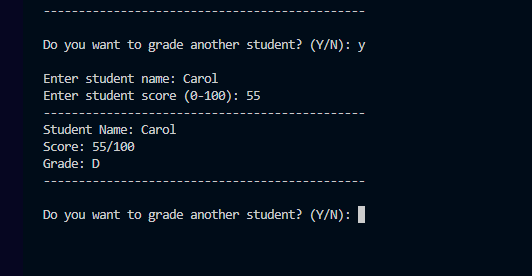 ----------------------------------------------
Do you want to grade another student? (Y/N): y
Enter student name: Carol
Enter student score (0-100): 55
----------------------------------------------
Student Name: Carol
Score: 55/100
Grade: D
----------------------------------------------
Do you want to grade another student? (Y/N):